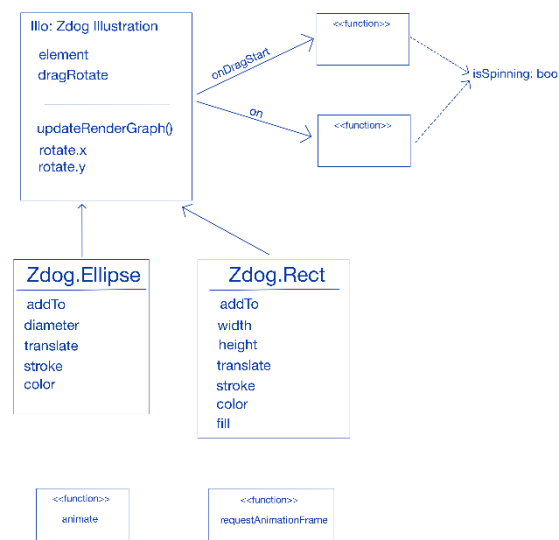 Illo: Zdog Illustration
element
dragRotate
updateRenderGraph()
rotate.x
rotate.y
onDragStart
on
<<function>>
<<function>>
isSpinning: boo
Zdog.Ellipse
addTo
diameter
translate
stroke
color
Zdog.Rect
addTo
width
height
translate
stroke
color
fill
<<function>>
animate
<<function>>
requestAnimationFrame